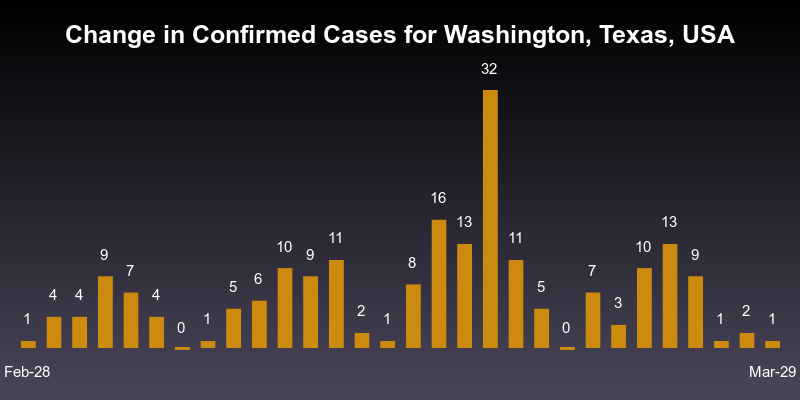 Change in Confirmed Cases for Washington, Texas, USA
1 4 4 9 7 4 0 1 5 6 10 9 11 2 1 8 16 13 32 11 5 0 7 3 10 13 9 1 2 1
Feb-28 Mar-29